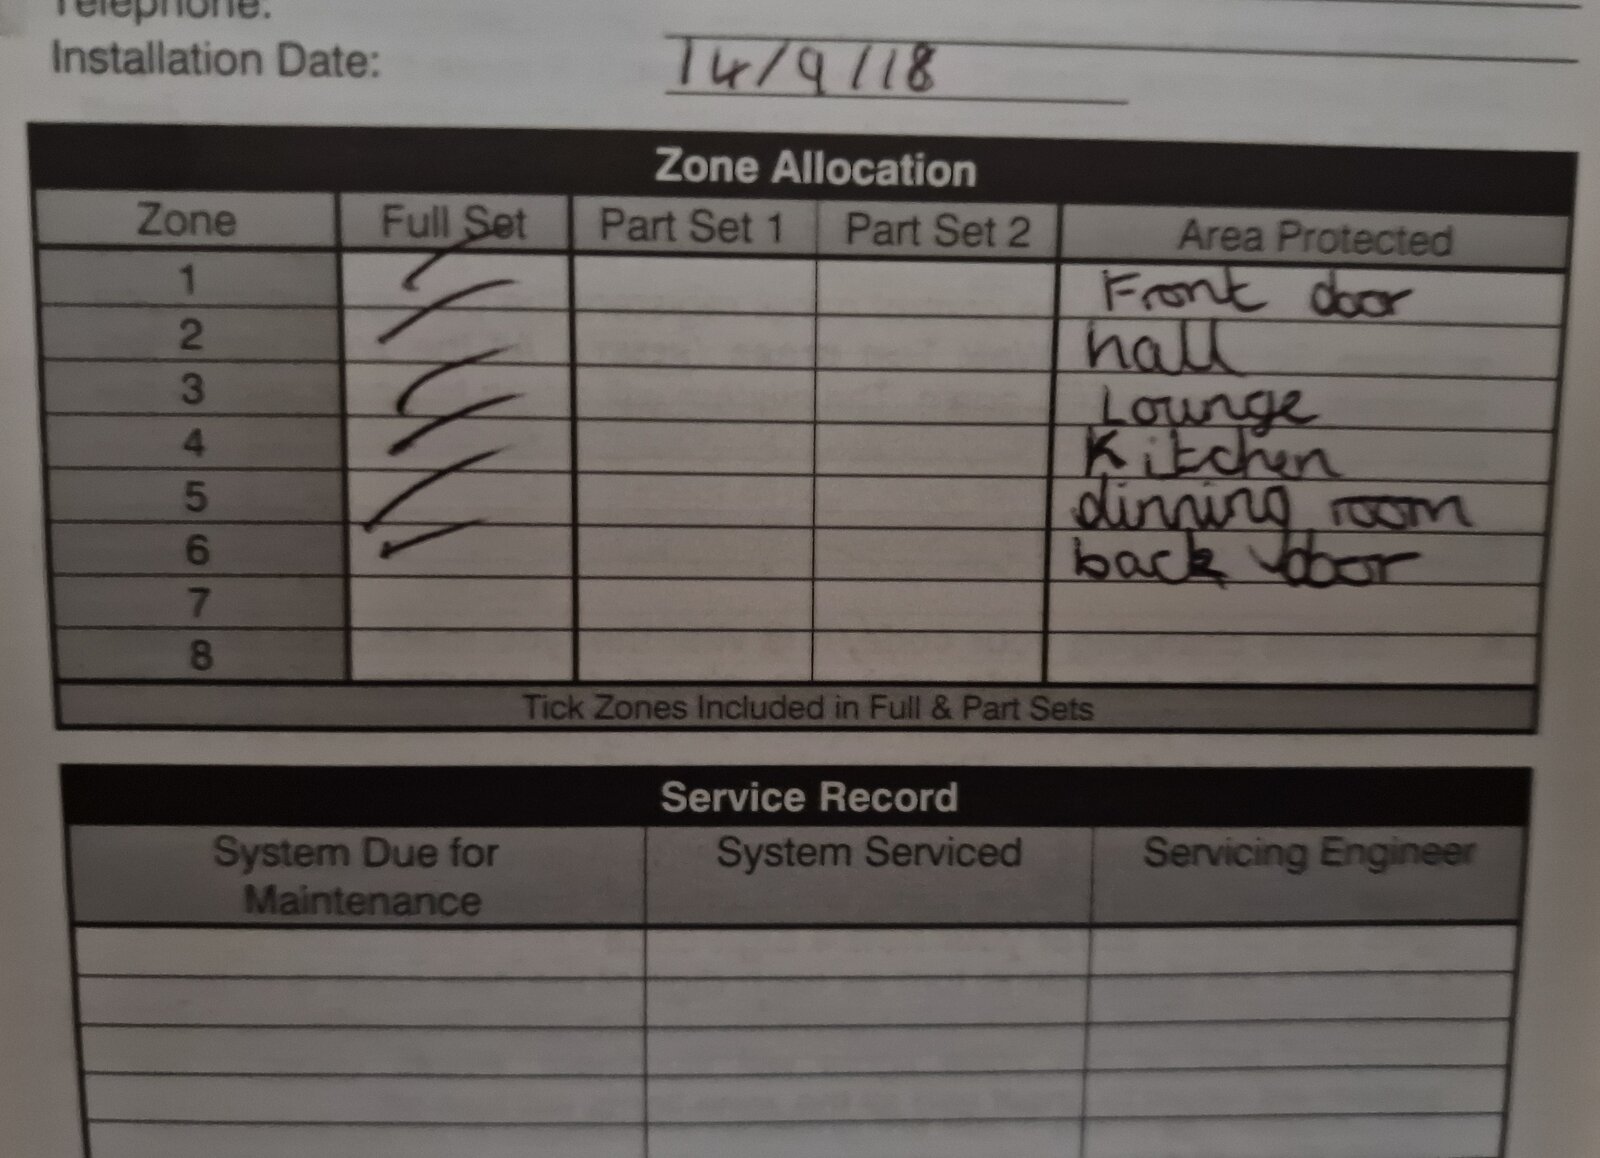 Telephone:
Installation Date: 14/9/18
Zone Allocation
Zone Full Set Part Set 1 Part Set 2 Area Protected
1 Front door
2 hall
3 Lounge
4 Kitchen
5 dinning room
6 back door
7
8
Tick Zones Included in Full & Part Sets
Service Record
System Due for Maintenance System Serviced Servicing Engineer